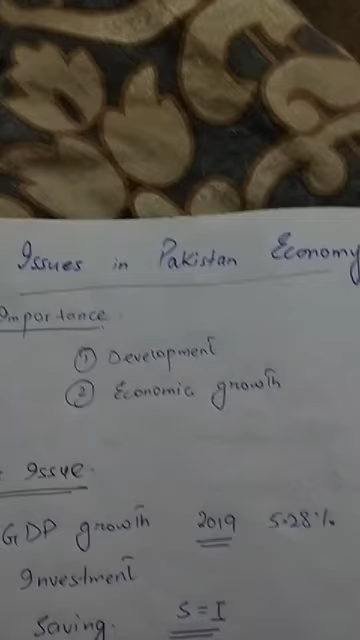 Issues in Pakistan Economy
Importance.
① Development
② Economic growth
Issue.
GDP growth 2019 5.28%
Investment
Saving. S = I